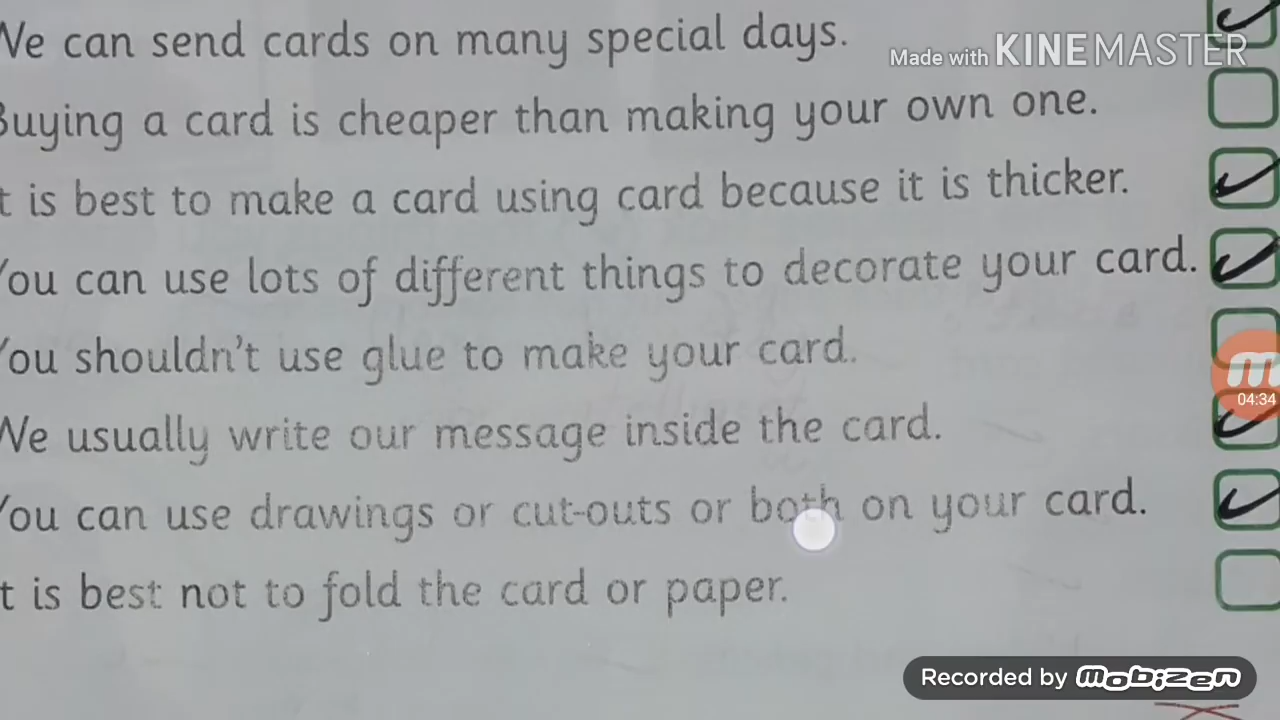 We can send cards on many special days.
Made with KINEMASTER
Buying a card is cheaper than making your own one.
t is best to make a card using card because it is thicker.
You can use lots of different things to decorate your card.
You shouldn't use glue to make your card.
04:34
We usually write our message inside the card.
You can use drawings or cut-outs or both on your card.
t is best not to fold the card or paper.
Recorded by mobizen